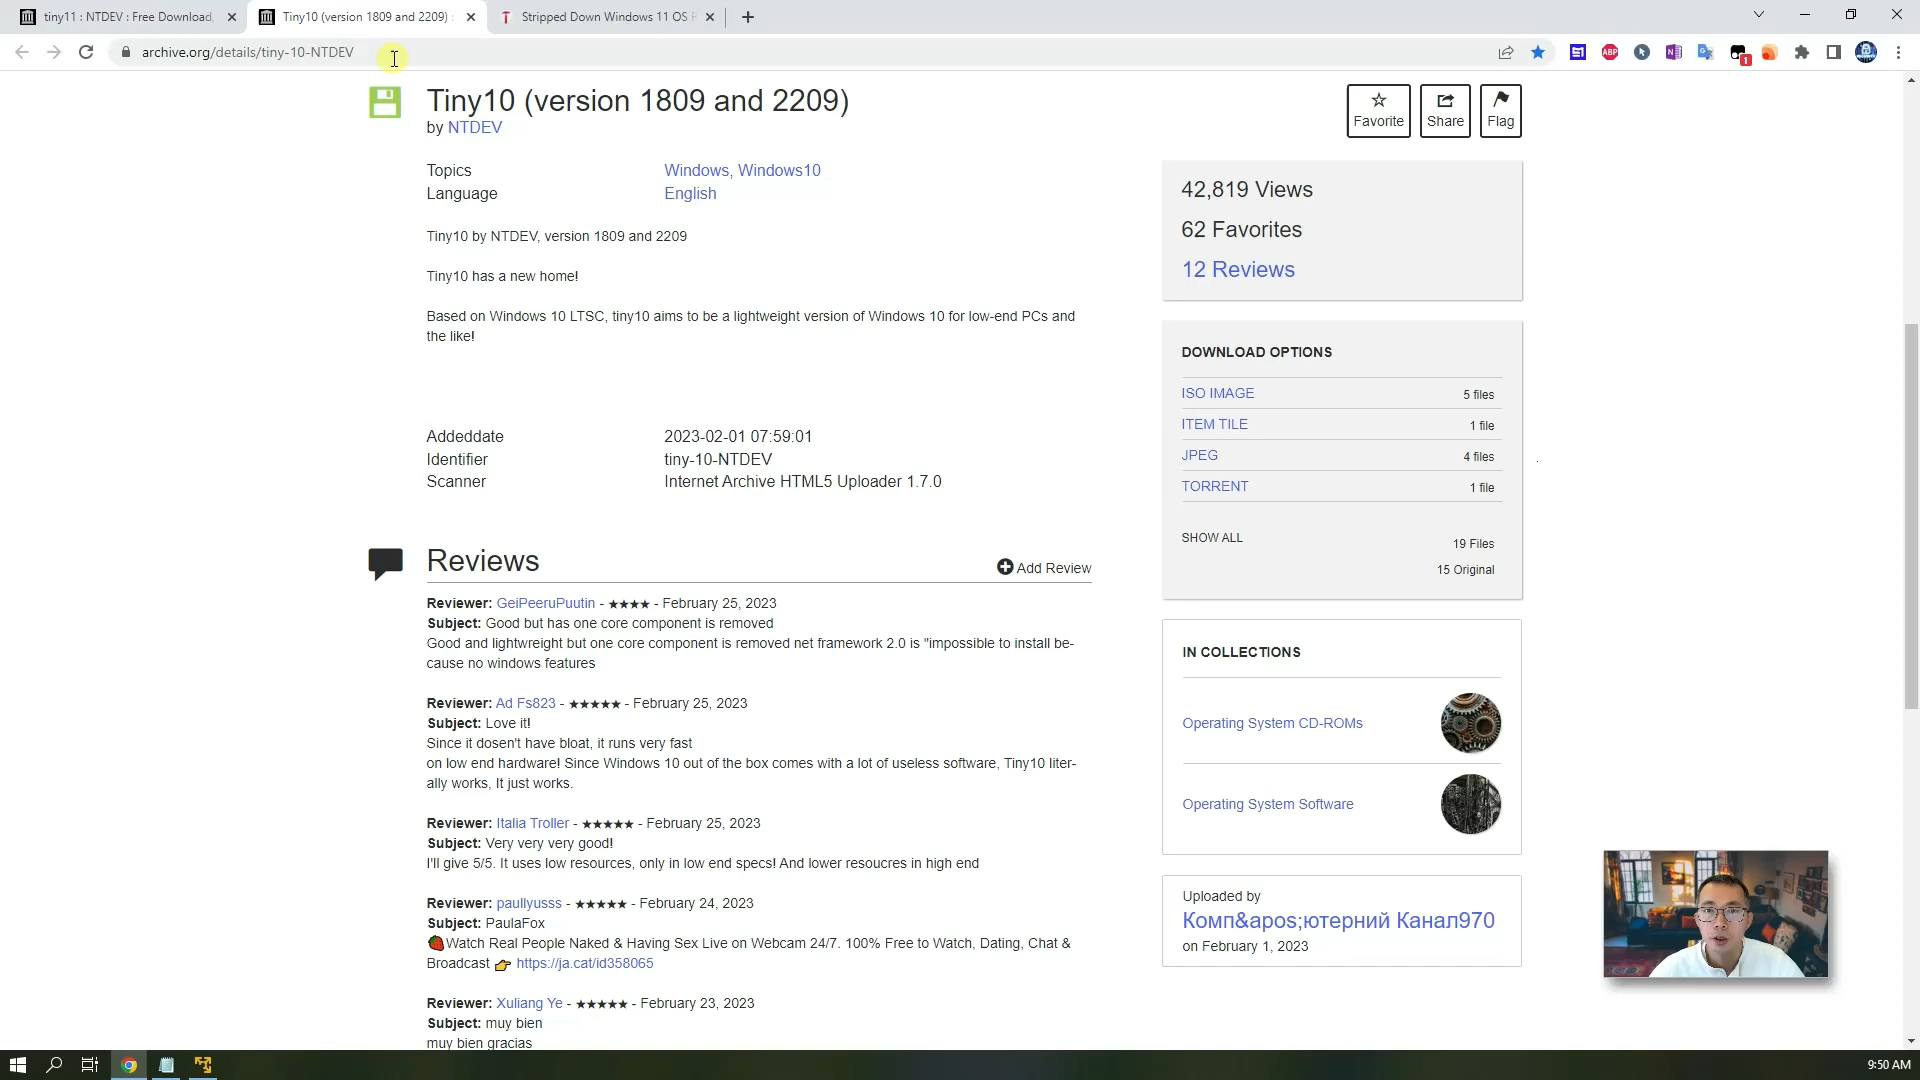 tiny11 : NTDEV : Free Download,
Tiny10 (version 1809 and 2209) :
Stripped Down Windows 11 OS
archive.org/details/tiny-10-NTDEV
ABP
1
Tiny10 (version 1809 and 2209)
by NTDEV
Favorite
Share
Flag
Topics
Windows, Windows10
Language
English
Tiny10 by NTDEV, version 1809 and 2209
Tiny10 has a new home!
Based on Windows 10 LTSC, tiny10 aims to be a lightweight version of Windows 10 for low-end PCs and
the like!
Addeddate
2023-02-01 07:59:01
Identifier
tiny-10-NTDEV
Scanner
Internet Archive HTML5 Uploader 1.7.0
Reviews
Add Review
Reviewer: GeiPeeruPuutin - ★★★★ - February 25, 2023
Subject: Good but has one core component is removed
Good and lightwreight but one core component is removed net framework 2.0 is "impossible to install be-
cause no windows features
Reviewer: Ad Fs823 - ★★★★★ - February 25, 2023
Subject: Love it!
Since it dosen't have bloat, it runs very fast
on low end hardware! Since Windows 10 out of the box comes with a lot of useless software, Tiny10 liter-
ally works, It just works.
Reviewer: Italia Troller - ★★★★★ - February 25, 2023
Subject: Very very very good!
I'll give 5/5. It uses low resources, only in low end specs! And lower resoucres in high end
Reviewer: paullyusss - ★★★★★ - February 24, 2023
Subject: PaulaFox
🍓Watch Real People Naked & Having Sex Live on Webcam 24/7. 100% Free to Watch, Dating, Chat &
Broadcast 👉 https://ja.cat/id358065
Reviewer: Xuliang Ye - ★★★★★ - February 23, 2023
Subject: muy bien
muy bien gracias
42,819 Views
62 Favorites
12 Reviews
DOWNLOAD OPTIONS
ISO IMAGE
5 files
ITEM TILE
1 file
JPEG
4 files
TORRENT
1 file
SHOW ALL
19 Files
15 Original
IN COLLECTIONS
Operating System CD-ROMs
Operating System Software
Uploaded by
Комп&apos;ютерний Канал970
on February 1, 2023
9:50 AM